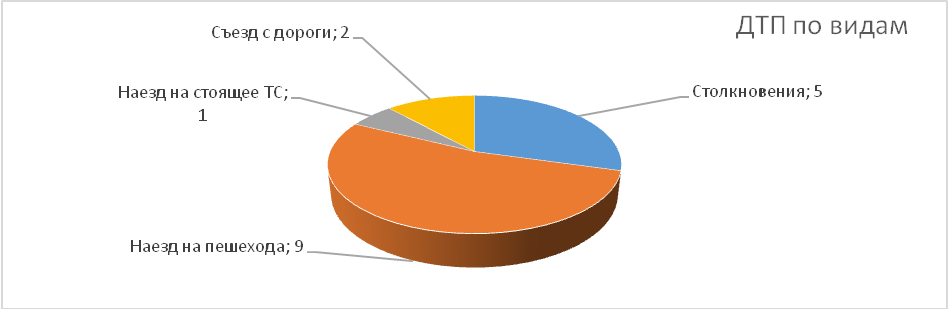 ДТП по видам
Съезд с дороги; 2
Наезд на стоящее ТС;
1
Столкновения; 5
Наезд на пешехода; 9